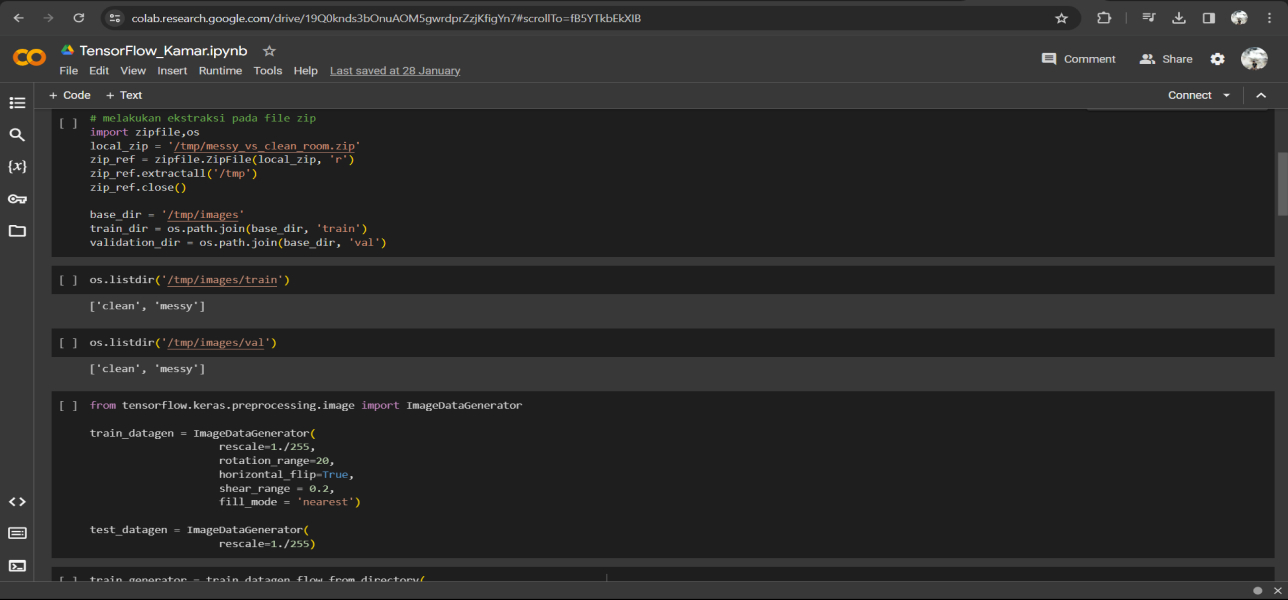 colab.research.google.com/drive/19Q0knds3bOnuAOM5gwrdprZzjKfigYn7#scrollTo=fB5YTkbEkXIB
TensorFlow_Kamar.ipynb
File Edit View Insert Runtime Tools Help Last saved at 28 January
Comment Share
+ Code + Text
Connect
[ ] # melakukan ekstraksi pada file zip
import zipfile,os
local_zip = '/tmp/messy_vs_clean_room.zip'
zip_ref = zipfile.ZipFile(local_zip, 'r')
zip_ref.extractall('/tmp')
zip_ref.close()
base_dir = '/tmp/images'
train_dir = os.path.join(base_dir, 'train')
validation_dir = os.path.join(base_dir, 'val')
[ ] os.listdir('/tmp/images/train')
['clean', 'messy']
[ ] os.listdir('/tmp/images/val')
['clean', 'messy']
[ ] from tensorflow.keras.preprocessing.image import ImageDataGenerator
train_datagen = ImageDataGenerator(
rescale=1./255,
rotation_range=20,
horizontal_flip=True,
shear_range = 0.2,
fill_mode = 'nearest')
test_datagen = ImageDataGenerator(
rescale=1./255)
[ ] train_generator = train_datagen.flow_from_directory(